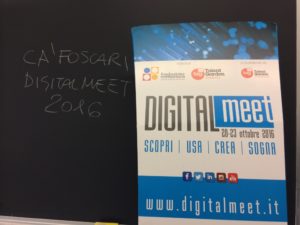 CA'FOSCARI
DIGITALMEET
2016
DIGITALmeet
20-23 ottobre 2016
SCOPRI | USA | CREA | SOGNA
www.digitalmeet.it